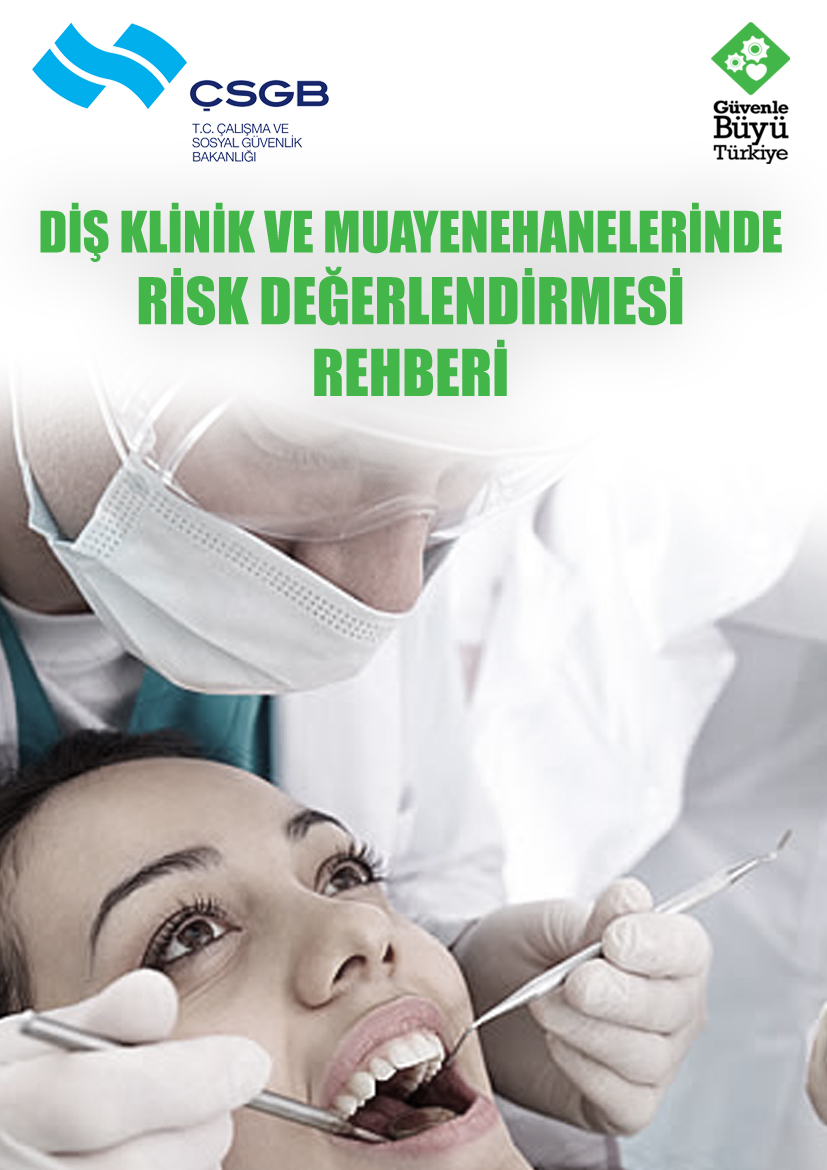 ÇSGB
T.C. ÇALIŞMA VE
SOSYAL GÜVENLİK
BAKANLIĞI
Güvenle
Büyü
Türkiye
DİŞ KLİNİK VE MUAYENEHANELERİNDE
RİSK DEĞERLENDİRMESİ
REHBERİ